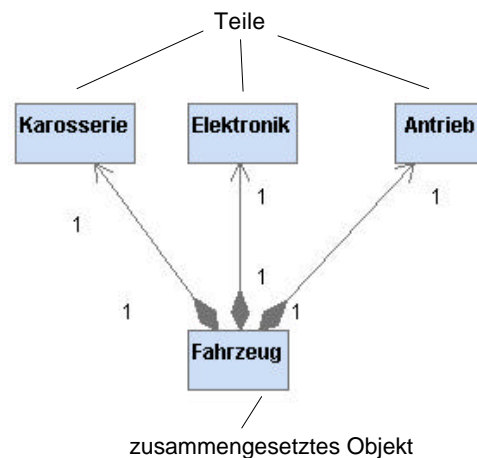 Teile
Karosserie Elektronik Antrieb
1 1 1
1 1 1
Fahrzeug
zusammengesetztes Objekt